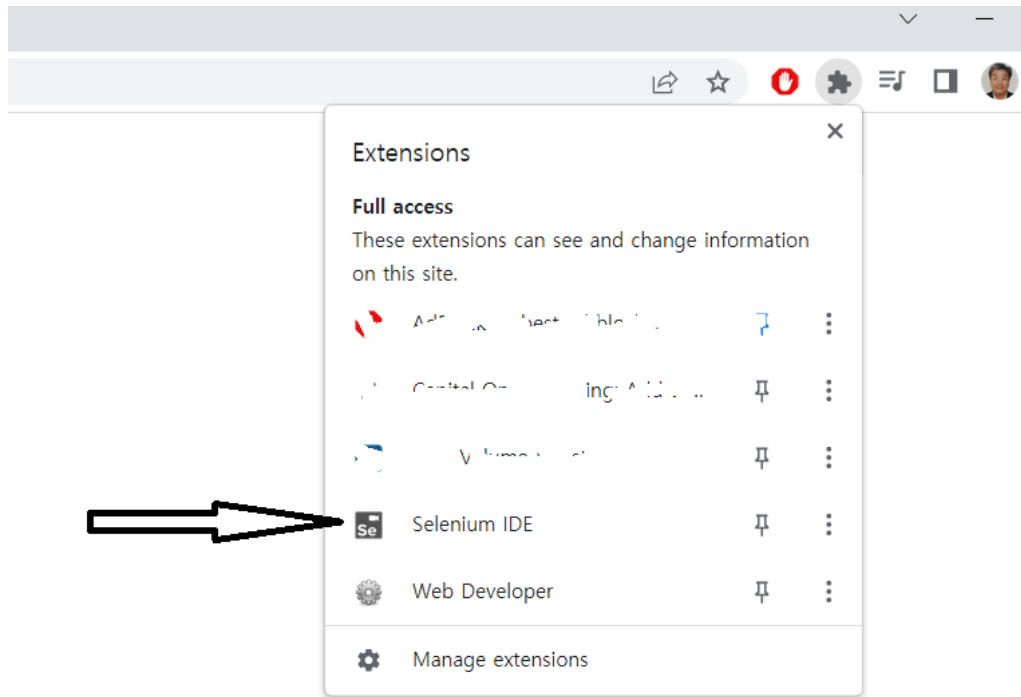 Extensions
Full access
These extensions can see and change information
on this site.
Se
Selenium IDE
Web Developer
Manage extensions